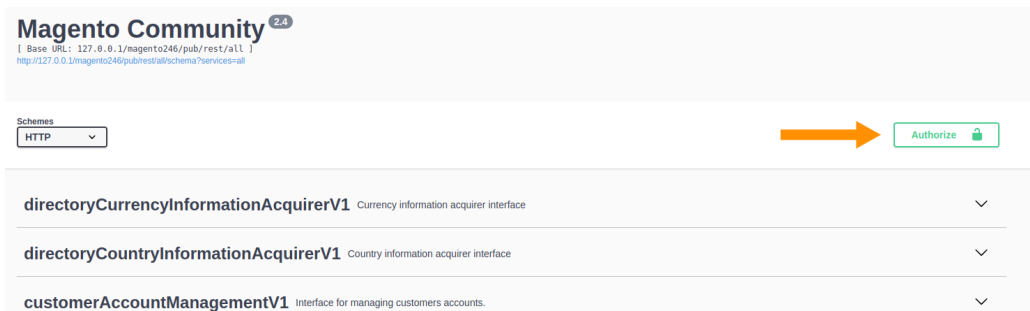 Magento Community 2.4
[ Base URL: 127.0.0.1/magento246/pub/rest/all ]
http://127.0.0.1/magento246/pub/rest/all/schema?services=all
Schemes
HTTP
Authorize
directoryCurrencyInformationAcquirerV1 Currency information acquirer interface
directoryCountryInformationAcquirerV1 Country information acquirer interface
customerAccountManagementV1 Interface for managing customers accounts.